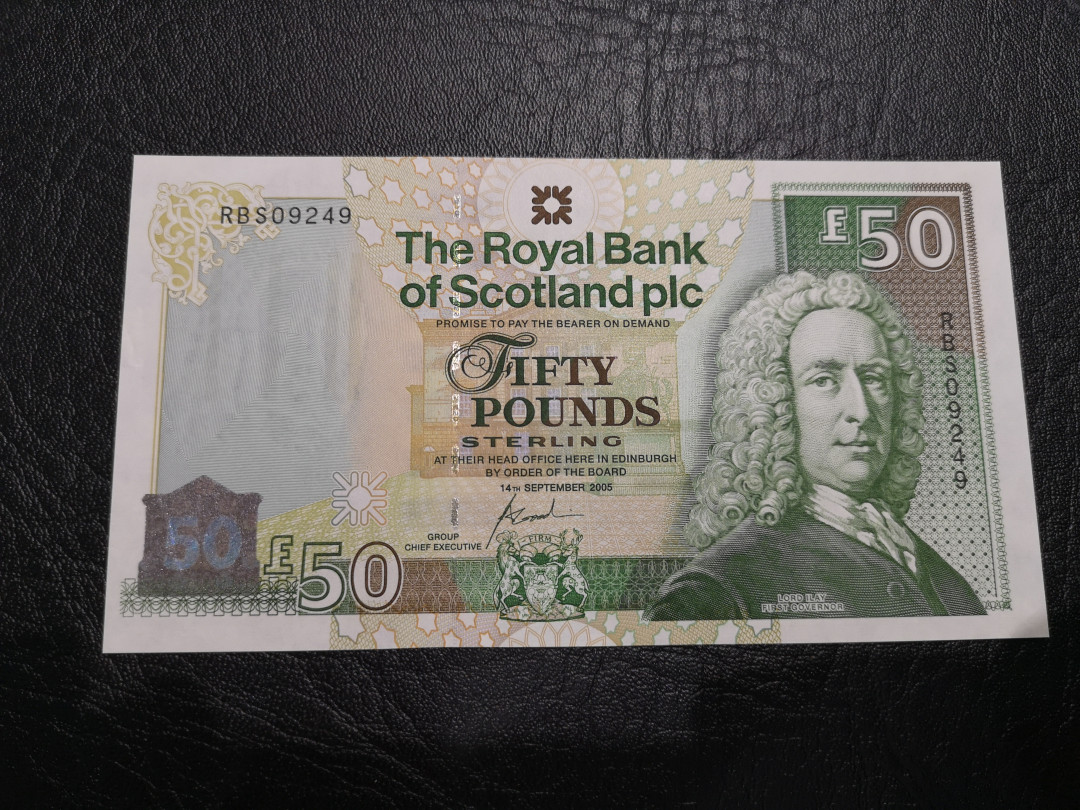 RBS09249
£50
The Royal Bank
of Scotland plc
PROMISE TO PAY THE BEARER ON DEMAND
FIFTY
POUNDS
STERLING
AT THEIR HEAD OFFICE HERE IN EDINBURGH
BY ORDER OF THE BOARD
14TH SEPTEMBER 2005
GROUP
CHIEF EXECUTIVE
FIRM
RBS09249
50
£50
LORD ILAY
FIRST GOVERNOR